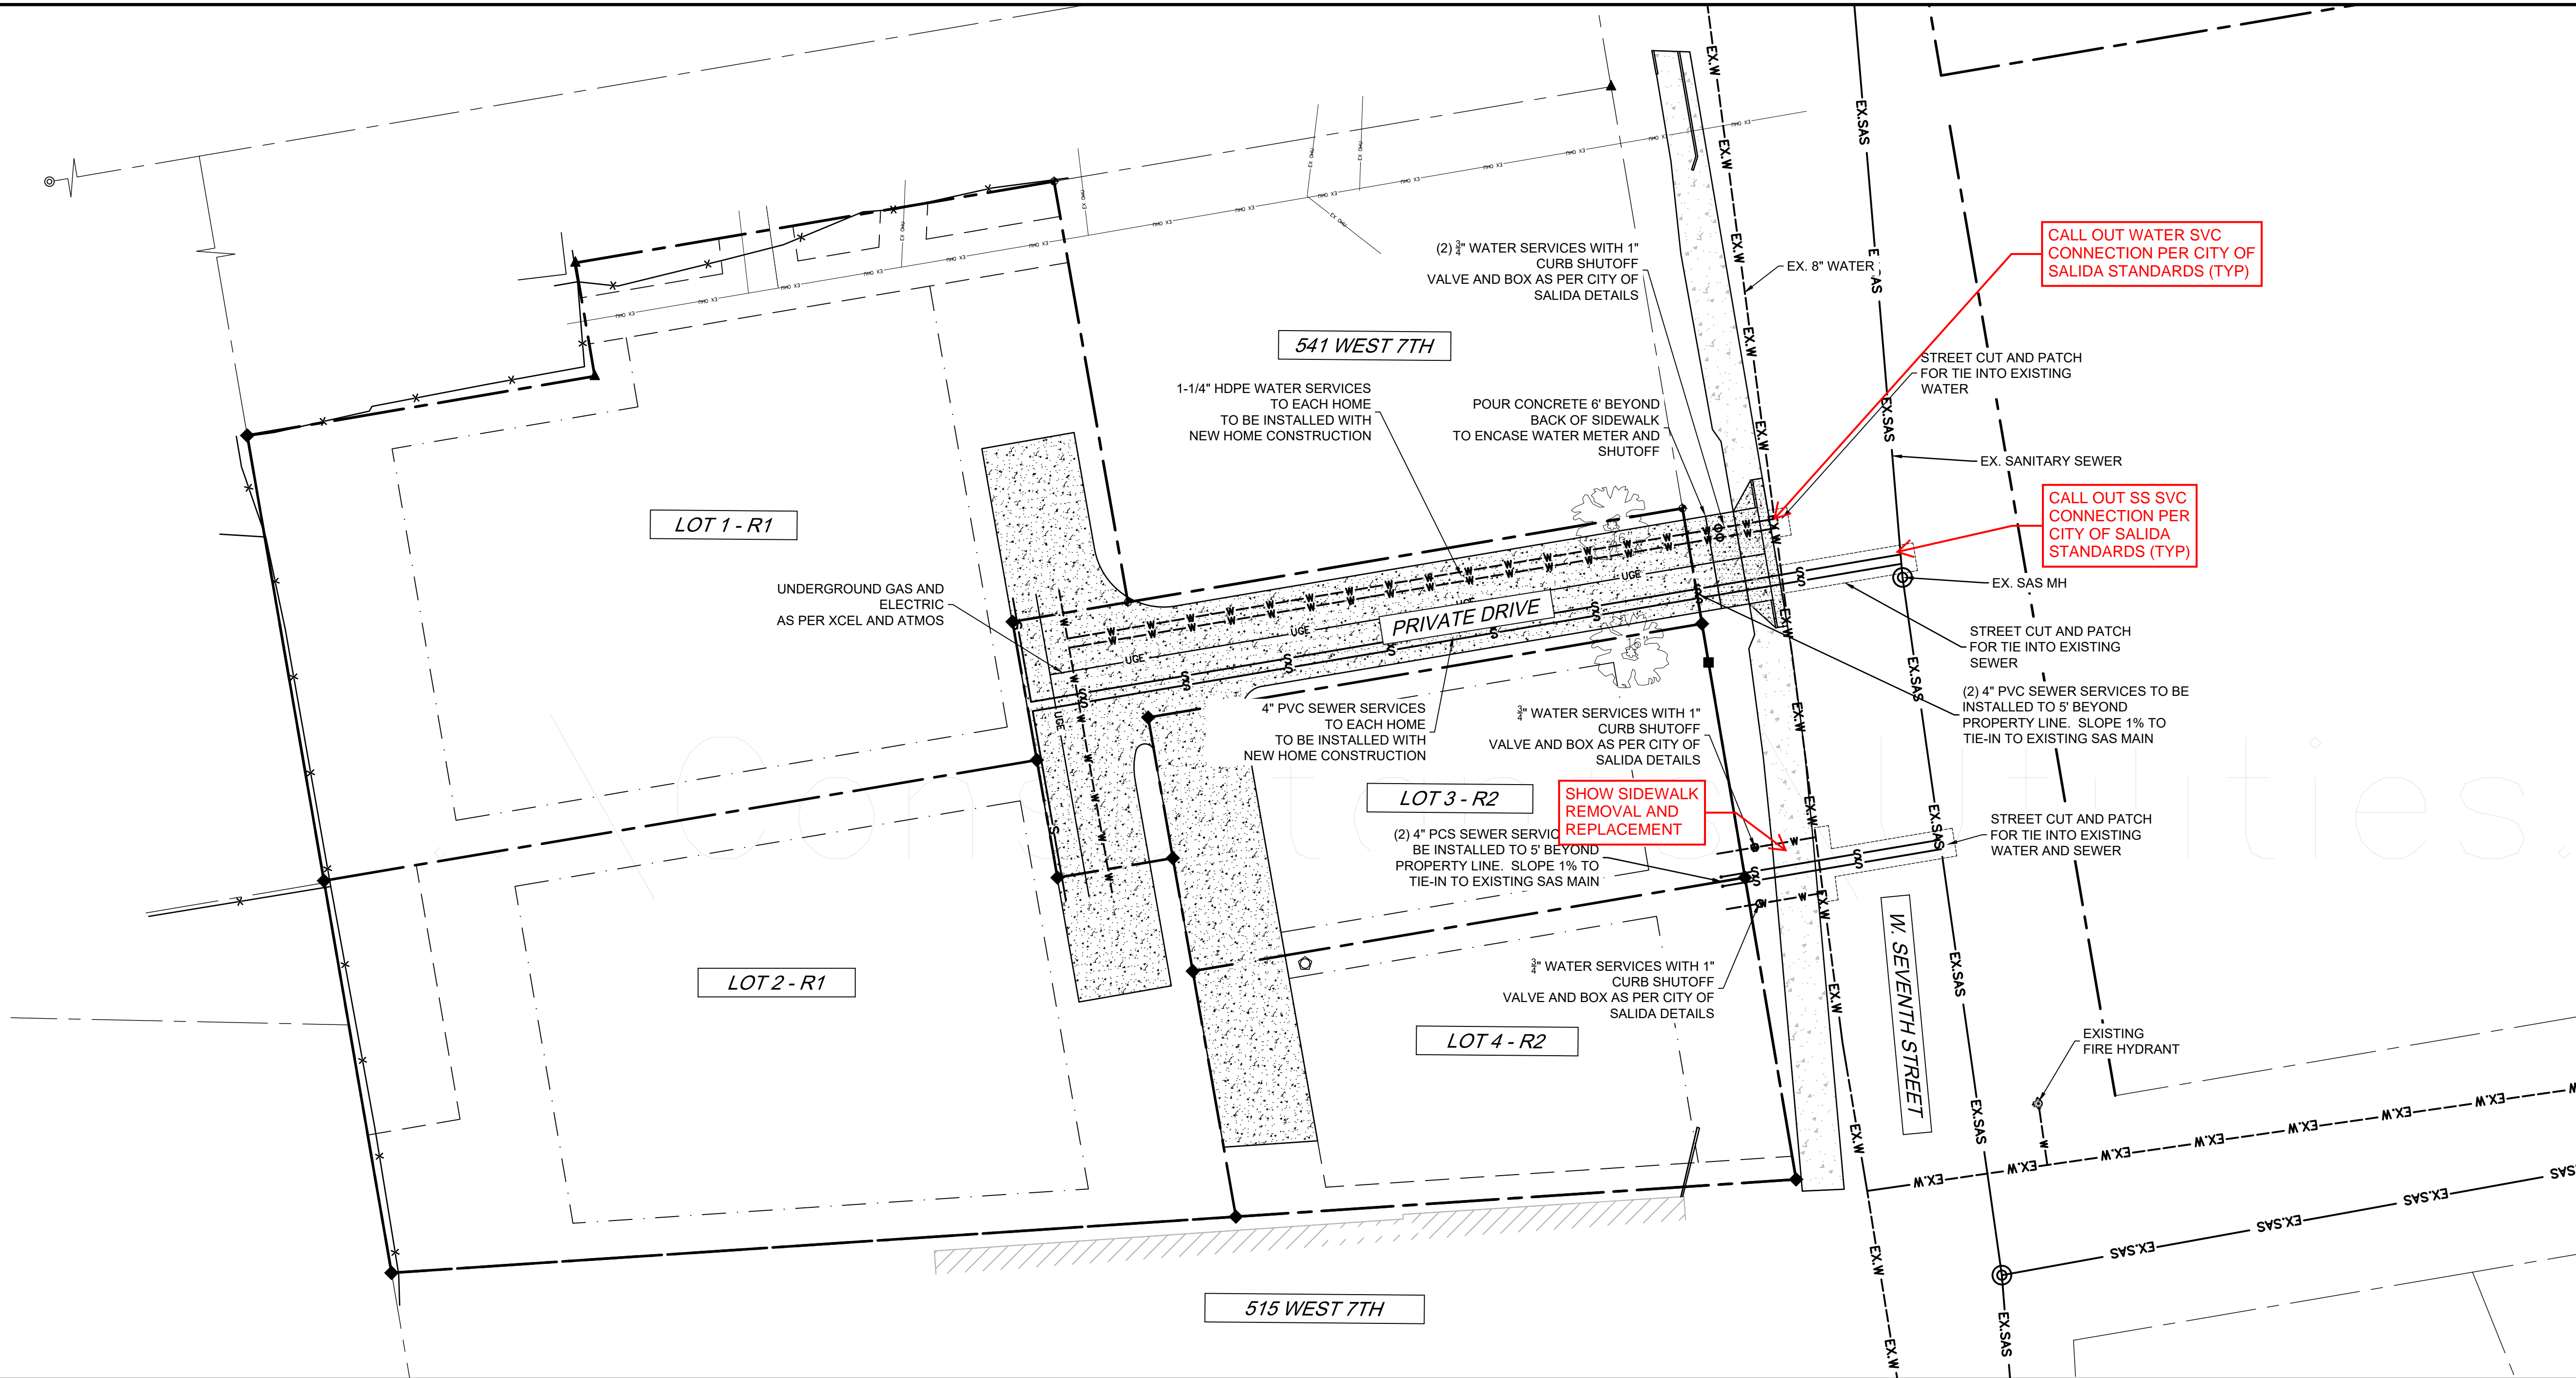 (2) 3/4" WATER SERVICES WITH 1"
CURB SHUTOFF
VALVE AND BOX AS PER CITY OF
SALIDA DETAILS
EX. 8" WATER
CALL OUT WATER SVC
CONNECTION PER CITY OF
SALIDA STANDARDS (TYP)
541 WEST 7TH
STREET CUT AND PATCH
FOR TIE INTO EXISTING
WATER
1-1/4" HDPE WATER SERVICES
TO EACH HOME
TO BE INSTALLED WITH
NEW HOME CONSTRUCTION
POUR CONCRETE 6' BEYOND
BACK OF SIDEWALK
TO ENCASE WATER METER AND
SHUTOFF
EX. SANITARY SEWER
CALL OUT SS SVC
CONNECTION PER
CITY OF SALIDA
STANDARDS (TYP)
LOT 1 - R1
UNDERGROUND GAS AND
ELECTRIC
AS PER XCEL AND ATMOS
EX. SAS MH
PRIVATE DRIVE
UGE
UGE
UGE
UGE
STREET CUT AND PATCH
FOR TIE INTO EXISTING
SEWER
(2) 4" PVC SEWER SERVICES TO BE
INSTALLED TO 5' BEYOND
PROPERTY LINE. SLOPE 1% TO
TIE-IN TO EXISTING SAS MAIN
4" PVC SEWER SERVICES
TO EACH HOME
TO BE INSTALLED WITH
NEW HOME CONSTRUCTION
3/4" WATER SERVICES WITH 1"
CURB SHUTOFF
VALVE AND BOX AS PER CITY OF
SALIDA DETAILS
LOT 3 - R2
SHOW SIDEWALK
REMOVAL AND
REPLACEMENT
(2) 4" PCS SEWER SERVIC
BE INSTALLED TO 5' BEYOND
PROPERTY LINE. SLOPE 1% TO
TIE-IN TO EXISTING SAS MAIN
STREET CUT AND PATCH
FOR TIE INTO EXISTING
WATER AND SEWER
LOT 2 - R1
3/4" WATER SERVICES WITH 1"
CURB SHUTOFF
VALVE AND BOX AS PER CITY OF
SALIDA DETAILS
LOT 4 - R2
W. SEVENTH STREET
EXISTING
FIRE HYDRANT
515 WEST 7TH
EX OHU
EX.W
EX.SAS